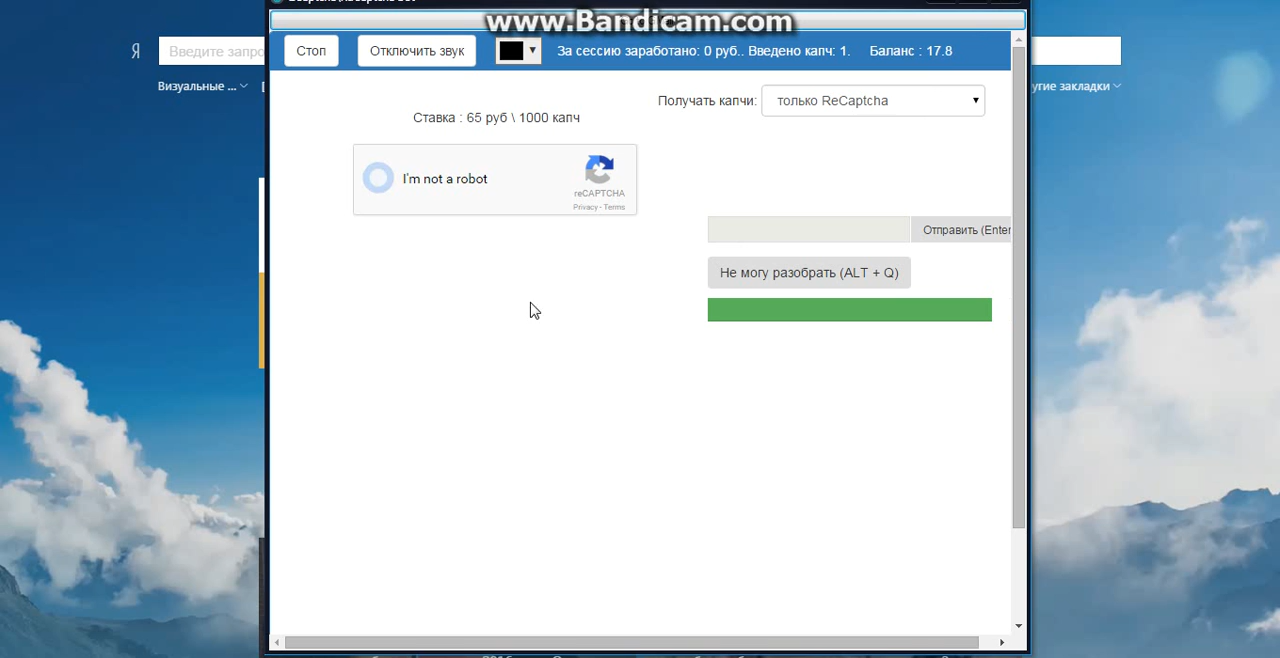 www.Bandicam.com
Я
Введите запро
Визуальные ...
Стоп
Отключить звук
За сессию заработано: 0 руб.. Введено капч: 1.
Баланс : 17.8
ругие закладки
Получать капчи:
только ReCaptcha
Ставка : 65 руб \ 1000 капч
I'm not a robot
reCAPTCHA
Privacy - Terms
Отправить (Enter
Не могу разобрать (ALT + Q)